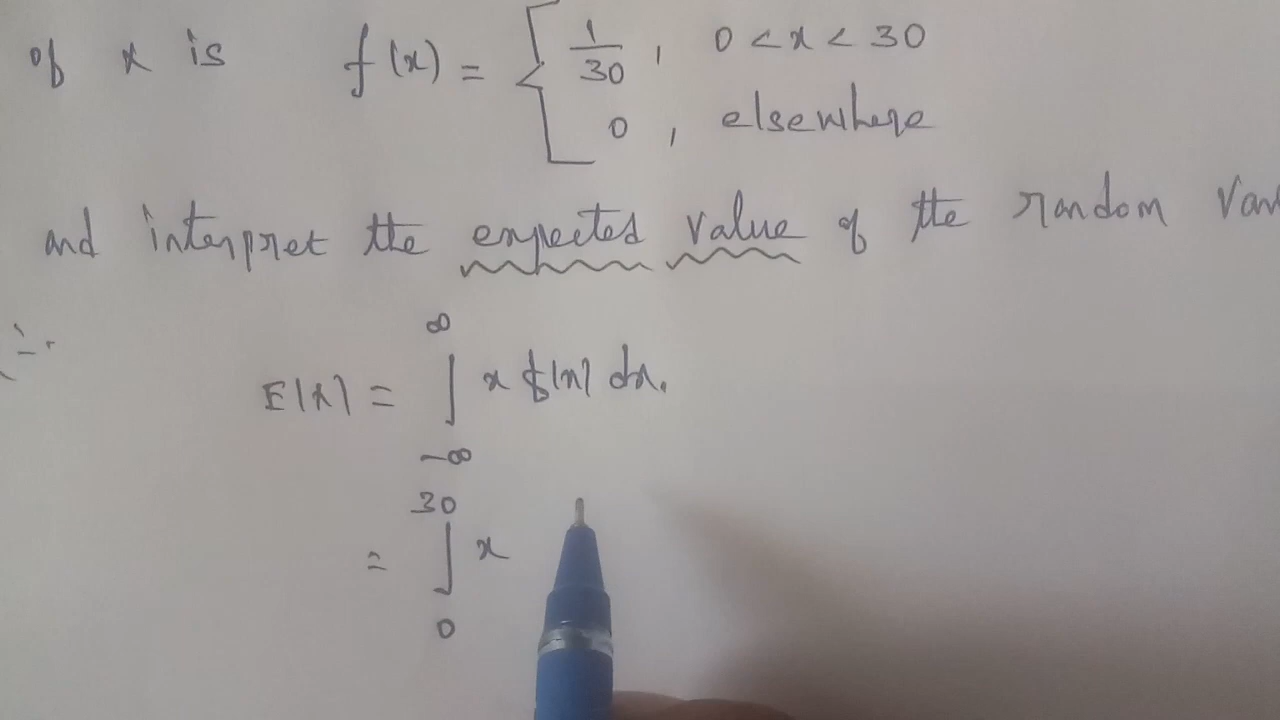 of x is f(x) = { 1/30 , 0 < x < 30
0 , elsewhere
and interpret the expected value of the random
E(x) = ∫_{-∞}^{∞} x f(x) dx.
= ∫_{0}^{30} x